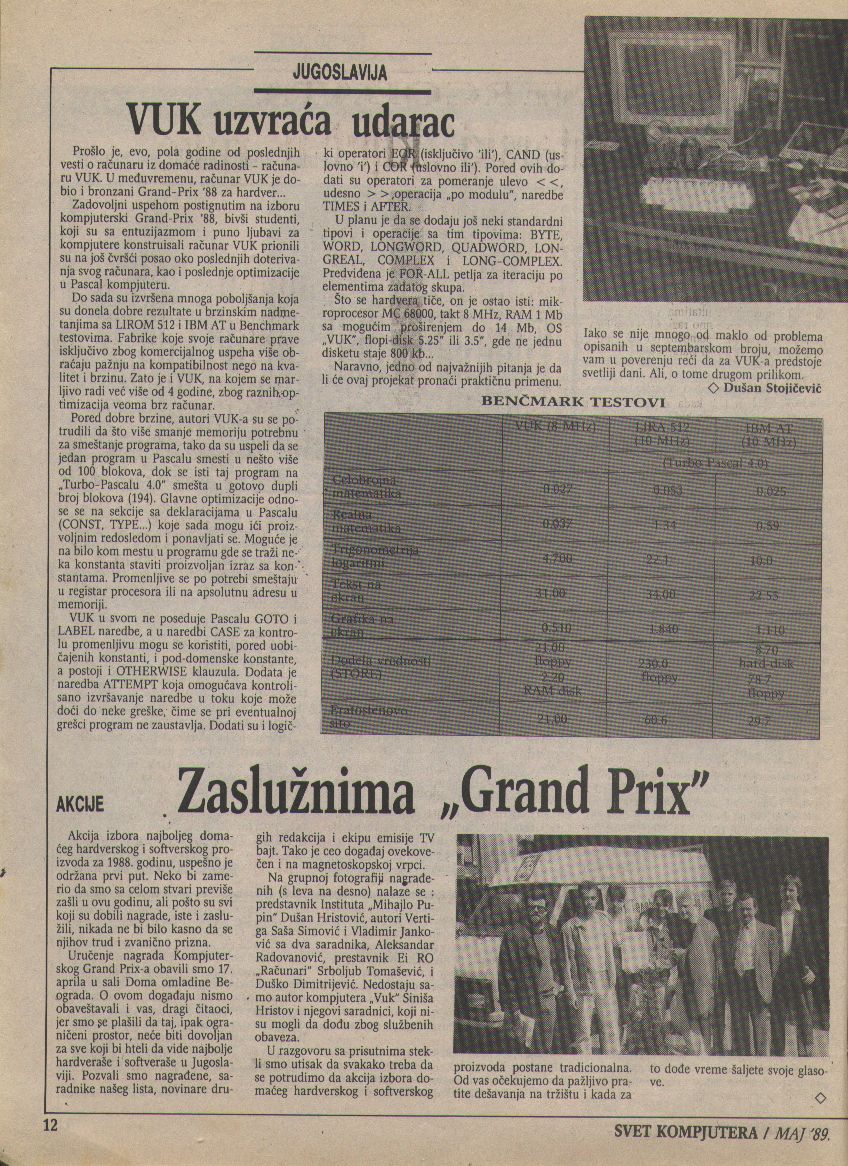 JUGOSLAVIJA
VUK uzvraća udarac
Prošlo je, evo, pola godine od poslednjih
vesti o računaru iz domaće radinosti - računa-
ru VUK. U međuvremenu, računar VUK je do-
bio i bronzani Grand-Prix '88 za hardver...
Zadovoljni uspehom postignutim na izboru
kompjuterski Grand-Prix '88, bivši studenti,
koji su sa entuzijazmom i puno ljubavi za
kompjutere konstruisali računar VUK prionili
su na još čvršći posao oko poslednjih doteriva-
nja svog računara, kao i poslednje optimizacije
u Pascal kompjuteru.
Do sada su izvršena mnoga poboljšanja koja
su donela dobre rezultate u brzinskim nadme-
tanjima sa LIROM 512 i IBM AT u Benchmark
testovima. Fabrike koje svoje računare prave
isključivo zbog komercijalnog uspeha više ob-
raćaju pažnju na kompatibilnost nego na kva-
litet i brzinu. Zato je i VUK, na kojem se mar-
ljivo radi već više od 4 godine, zbog raznih op-
timizacija veoma brz računar.
Pored dobre brzine, autori VUK-a su se po-
trudili da što više smanje memoriju potrebnu
za smeštanje programa, tako da su uspeli da se
jedan program u Pascalu smesti u nešto više
od 100 blokova, dok se isti taj program na
„Turbo-Pascalu 4.0" smešta u gotovo dupli
broj blokova (194). Glavne optimizacije odno-
se se na sekcije sa deklaracijama u Pascalu
(CONST, TYPE...) koje sada mogu ići proiz-
voljnim redosledom i ponavljati se. Moguće je
na bilo kom mestu u programu gde se traži ne-
ka konstanta staviti proizvoljan izraz sa kon-
stantama. Promenljive se po potrebi smeštaju
u registar procesora ili na apsolutnu adresu u
memoriji.
VUK u svom ne poseduje Pascalu GOTO i
LABEL naredbe, a u naredbi CASE za kontro-
lu promenljivu mogu se koristiti, pored uobi-
čajenih konstanti, i pod-domenske konstante,
a postoji i OTHERWISE klauzula. Dodata je
naredba ATTEMPT koja omogućava kontroli-
sano izvršavanje naredbe u toku koje može
doći do neke greške, čime se pri eventualnoj
grešci program ne zaustavlja. Dodati su i logič-
ki operatori EQR (isključivo 'ili'), CAND (us-
lovno 'i') i COR (uslovno ili'). Pored ovih do-
dati su operatori za pomeranje ulevo < <,
udesno > >,operacija „po modulu", naredbe
TIMES i AFTER.
U planu je da se dodaju još neki standardni
tipovi i operacije sa tim tipovima: BYTE,
WORD, LONGWORD, QUADWORD, LON-
GREAL, COMPLEX i LONG-COMPLEX.
Predviđena je FOR-ALL petlja za iteraciju po
elementima zadatog skupa.
Što se hardvera tiče, on je ostao isti: mik-
roprocesor MC 68000, takt 8 MHz, RAM 1 Mb
sa mogućim proširenjem do 14 Mb, OS
„VUK", flopi-disk 5.25" ili 3.5", gde ne jednu
disketu staje 800 kb...
Naravno, jedno od najvažnijih pitanja je da
li će ovaj projekat pronaći praktičnu primenu.
Iako se nije mnogo od maklo od problema
opisanih u septembarskom broju, možemo
vam u poverenju reći da za VUK-a predstoje
svetliji dani. Ali, o tome drugom prilikom.
◇ Dušan Stojičević
BENČMARK TESTOVI
VUK (8 MHz) LIRA 512 IBM AT
(10 MHz) (10 MHz)
(Turbo Pascal 4.0)
Celobrojna
matematika 0.027 0.053 0.025
Realna
matematika 0.037 1.44 0.89
Trigonometrija
logaritmi 4.700 22.1 10.0
Tekst na
ekran 31.00 34.00 22.55
Grafika na
ekran 0.510 1.840 1.110
Dodela vrednosti
(STORE)
21.00 floppy
2.20 RAM disk
230.0 floppy
8.70 hard disk
28.7 floppy
Eratostenovo
sito 21.00 60.6 29.7
AKCIJE
Zaslužnima „Grand Prix"
Akcija izbora najboljeg doma-
ćeg hardverskog i softverskog pro-
izvoda za 1988. godinu, uspešno je
održana prvi put. Neko bi zame-
rio da smo sa celom stvari previše
zašli u ovu godinu, ali pošto su svi
koji su dobili nagrade, iste i zaslu-
žili, nikada ne bi bilo kasno da se
njihov trud i zvanično prizna.
Uručenje nagrada Kompjuter-
skog Grand Prix-a obavili smo 17.
aprila u sali Doma omladine Be-
ograda. O ovom događaju nismo
obaveštavali i vas, dragi čitaoci,
jer smo se plašili da taj, ipak ogra-
ničeni prostor, neće biti dovoljan
za sve koji bi hteli da vide najbolje
hardveraše i softveraše u Jugosla-
viji. Pozvali smo nagrađene, sa-
radnike našeg lista, novinare dru-
gih redakcija i ekipu emisije TV
bajt. Tako je ceo događaj ovekove-
čen i na magnetoskopskoj vrpci.
Na grupnoj fotografiji nagrađe-
nih (s leva na desno) nalaze se :
predstavnik Instituta „Mihajlo Pu-
pin" Dušan Hristović, autori Verti-
ga Saša Simović i Vladimir Janko-
vić sa dva saradnika, Aleksandar
Radovanović, prestavnik Ei RO
„Računari" Srboljub Tomašević, i
Duško Dimitrijević. Nedostaju sa-
mo autor kompjutera „Vuk" Siniša
Hristov i njegovi saradnici, koji ni-
su mogli da dođu zbog službenih
obaveza.
U razgovoru sa prisutnima stek-
li smo utisak da svakako treba da
se potrudimo da akcija izbora do-
maćeg hardverskog i softverskog
proizvoda postane tradicionalna.
Od vas očekujemo da pažljivo pra-
tite dešavanja na tržištu i kada za
to dođe vreme šaljete svoje glaso-
ve.
◇
12
SVET KOMPJUTERA / MAJ '89.